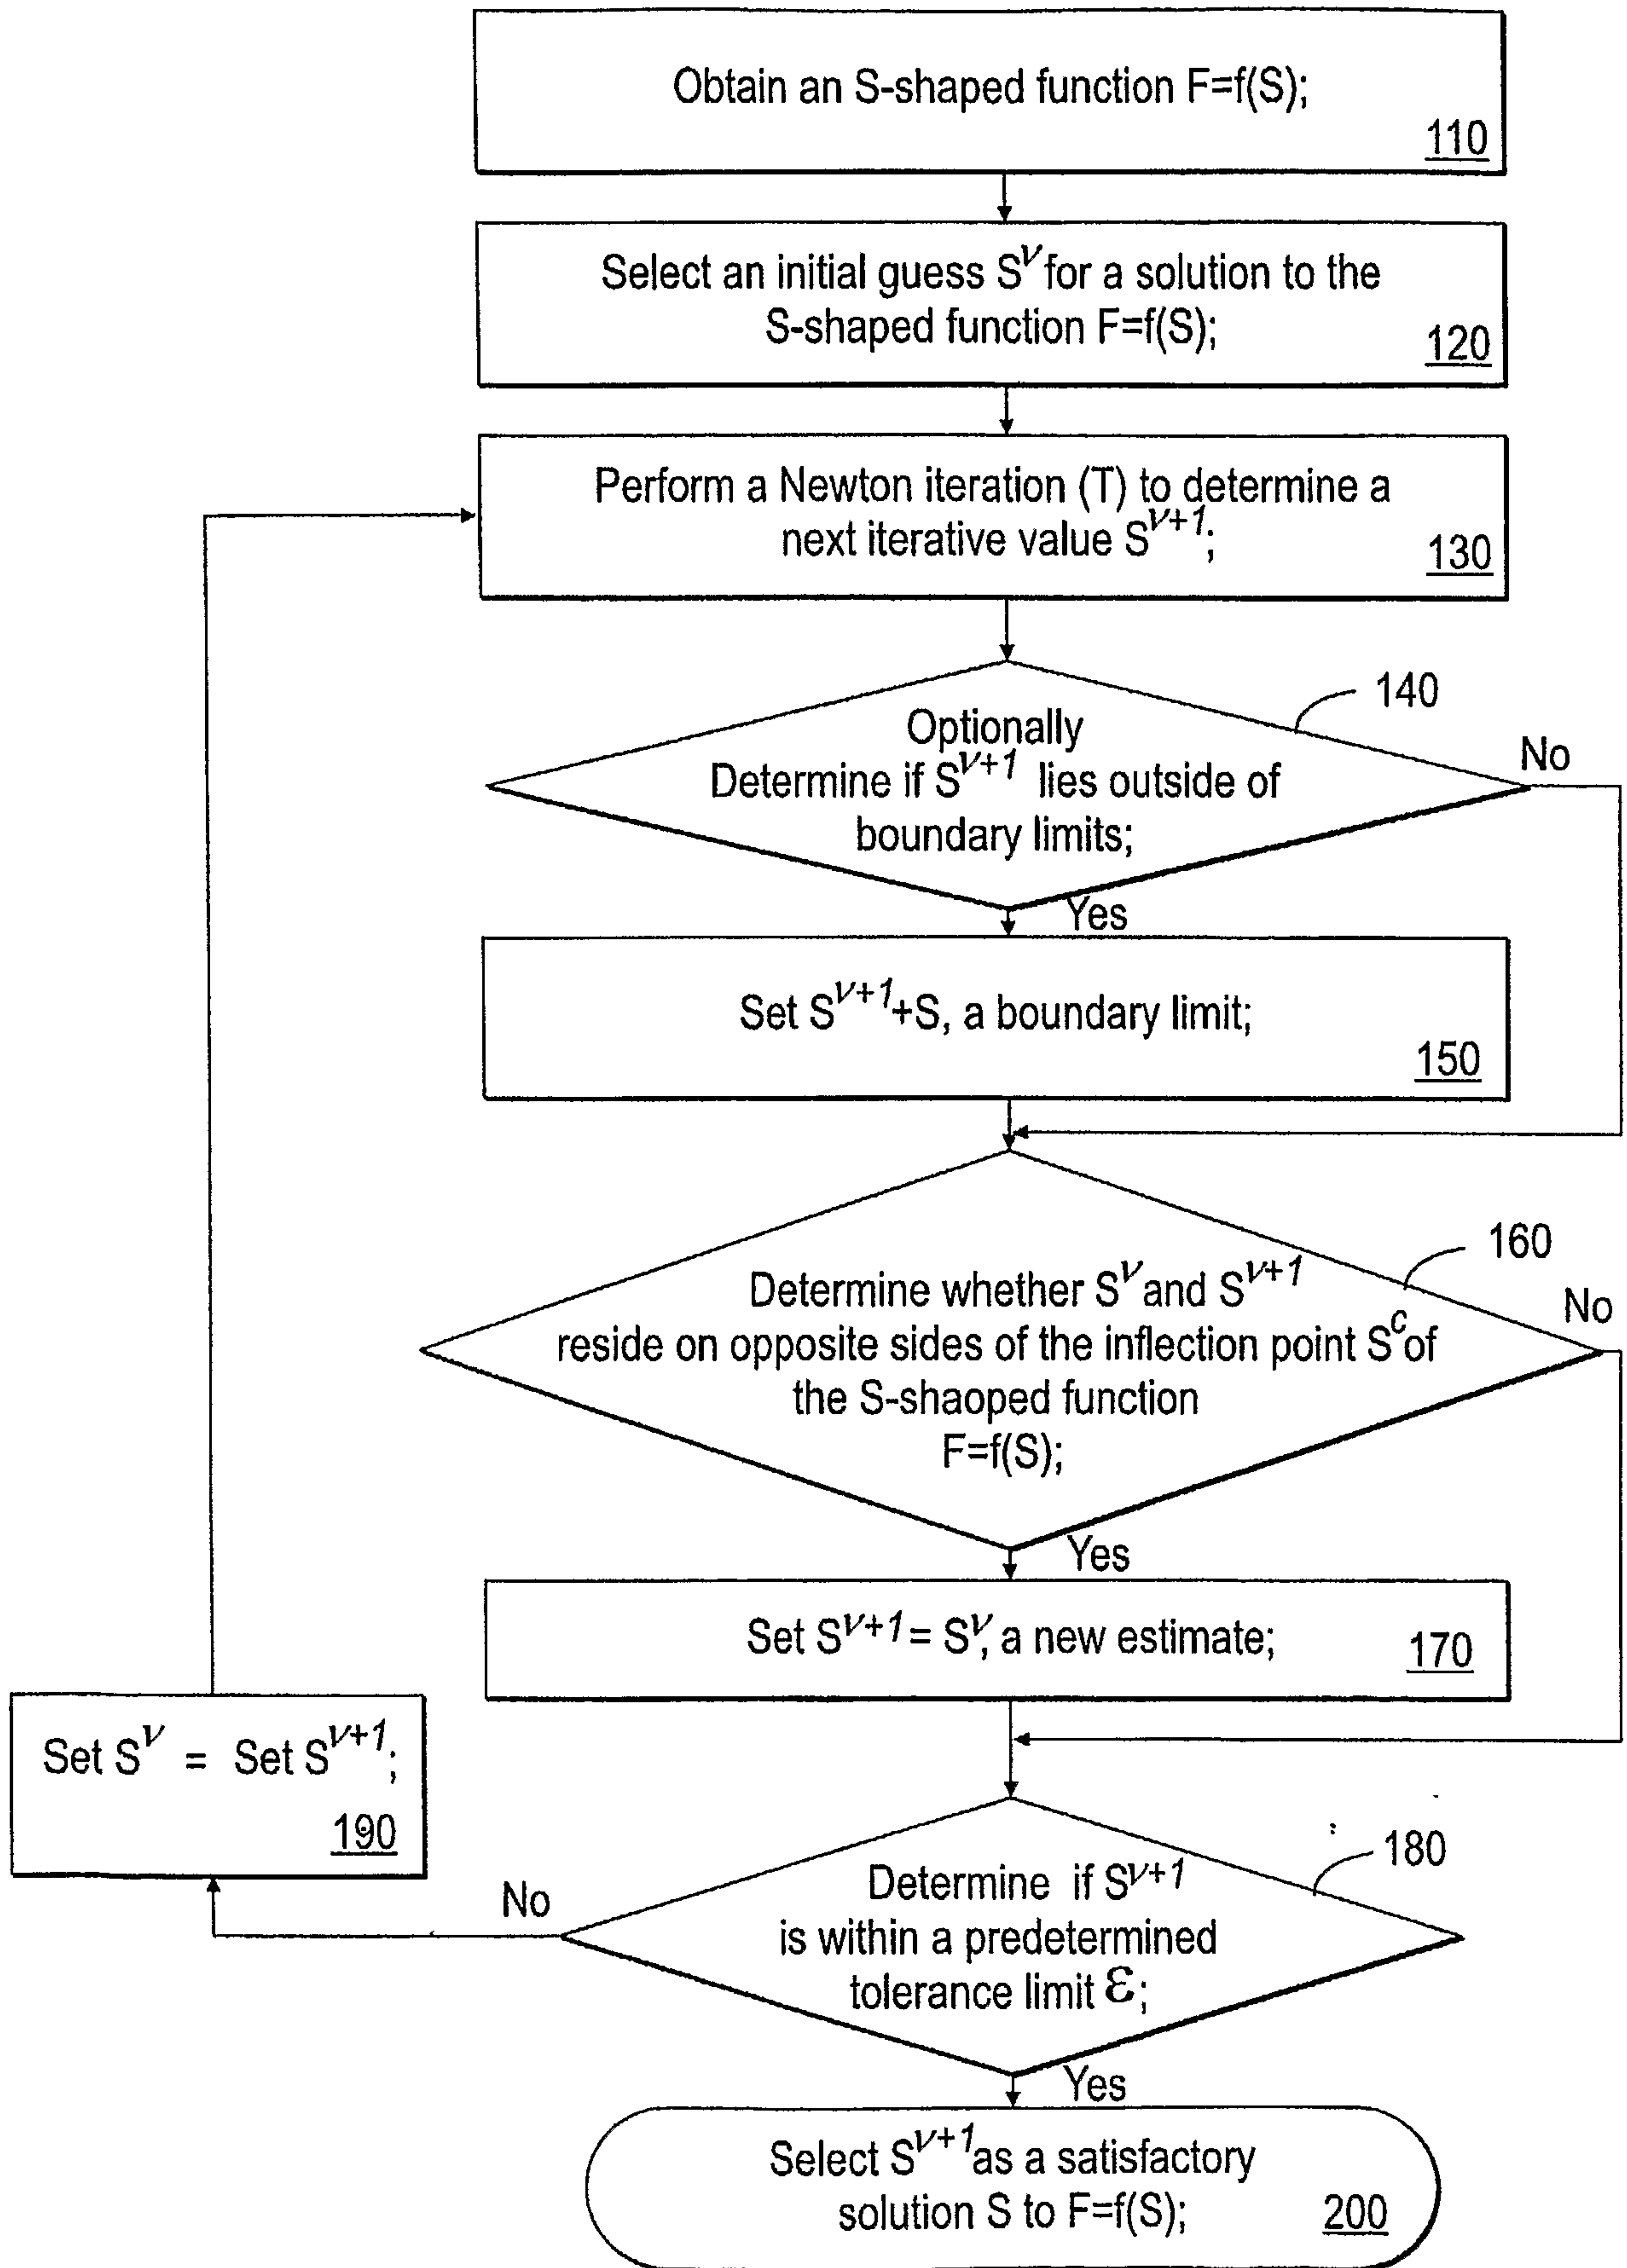 Obtain an S-shaped function F=f(S);
110
Select an initial guess S^ν for a solution to the
S-shaped function F=f(S);
120
Perform a Newton iteration (T) to determine a
next iterative value S^ν+1;
130
140
Optionally
Determine if S^ν+1 lies outside of
boundary limits;
No
Yes
Set S^ν+1+S, a boundary limit;
150
160
Determine whether S^ν and S^ν+1
reside on opposite sides of the inflection point S^c of
the S-shaoped function
F=f(S);
No
Yes
Set S^ν+1 = S^ν, a new estimate;
170
Set S^ν = Set S^ν+1;
190
180
Determine if S^ν+1
is within a predetermined
tolerance limit ε;
No
Yes
Select S^ν+1 as a satisfactory
solution S to F=f(S);
200